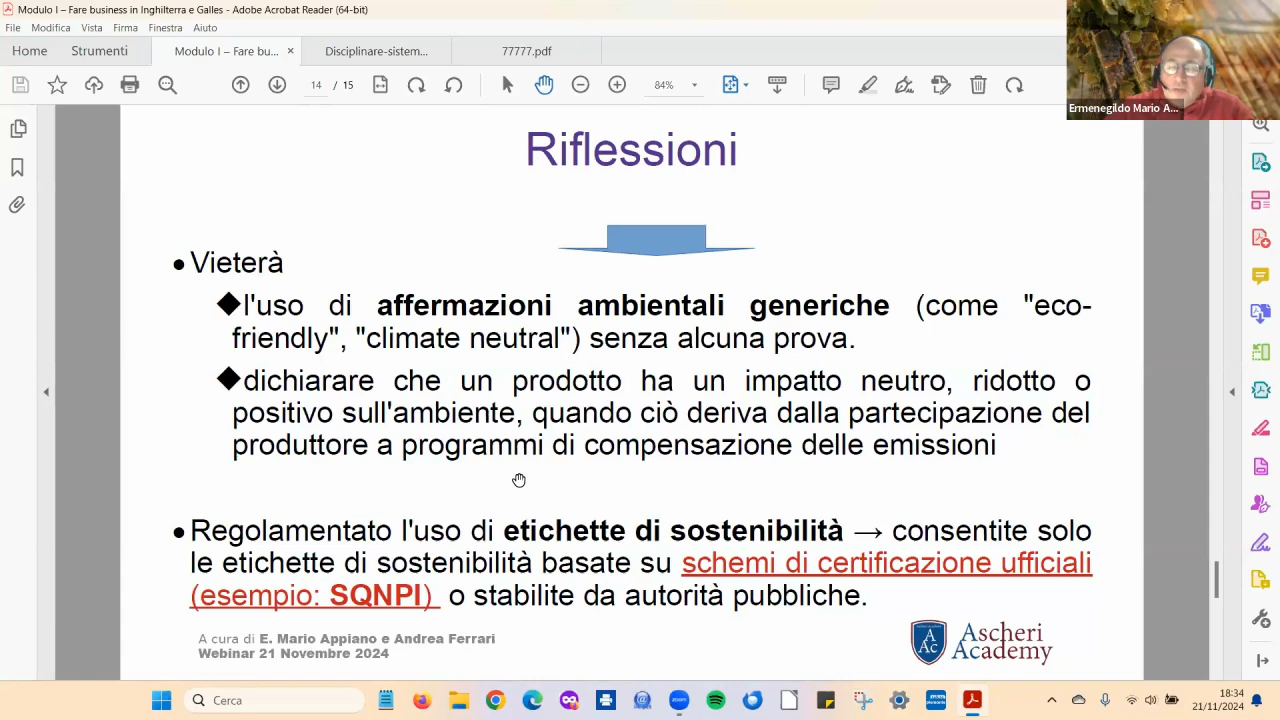 Modulo I – Fare business in Inghilterra e Galles - Adobe Acrobat Reader (64-bit)
File Modifica Vista Firma Finestra Aiuto
Home Strumenti Modulo I – Fare bu... × Disciplinare-sistem... 77777.pdf
14 / 15 84%
Ermenegildo Mario A...
Riflessioni
• Vieterà
◆l'uso di affermazioni ambientali generiche (come "eco-
friendly", "climate neutral") senza alcuna prova.
◆dichiarare che un prodotto ha un impatto neutro, ridotto o
positivo sull'ambiente, quando ciò deriva dalla partecipazione del
produttore a programmi di compensazione delle emissioni
• Regolamentato l'uso di etichette di sostenibilità → consentite solo
le etichette di sostenibilità basate su schemi di certificazione ufficiali
(esempio: SQNPI) o stabilite da autorità pubbliche.
A cura di E. Mario Appiano e Andrea Ferrari
Webinar 21 Novembre 2024
A Ac
Ascheri
Academy
Cerca
18:34
21/11/2024